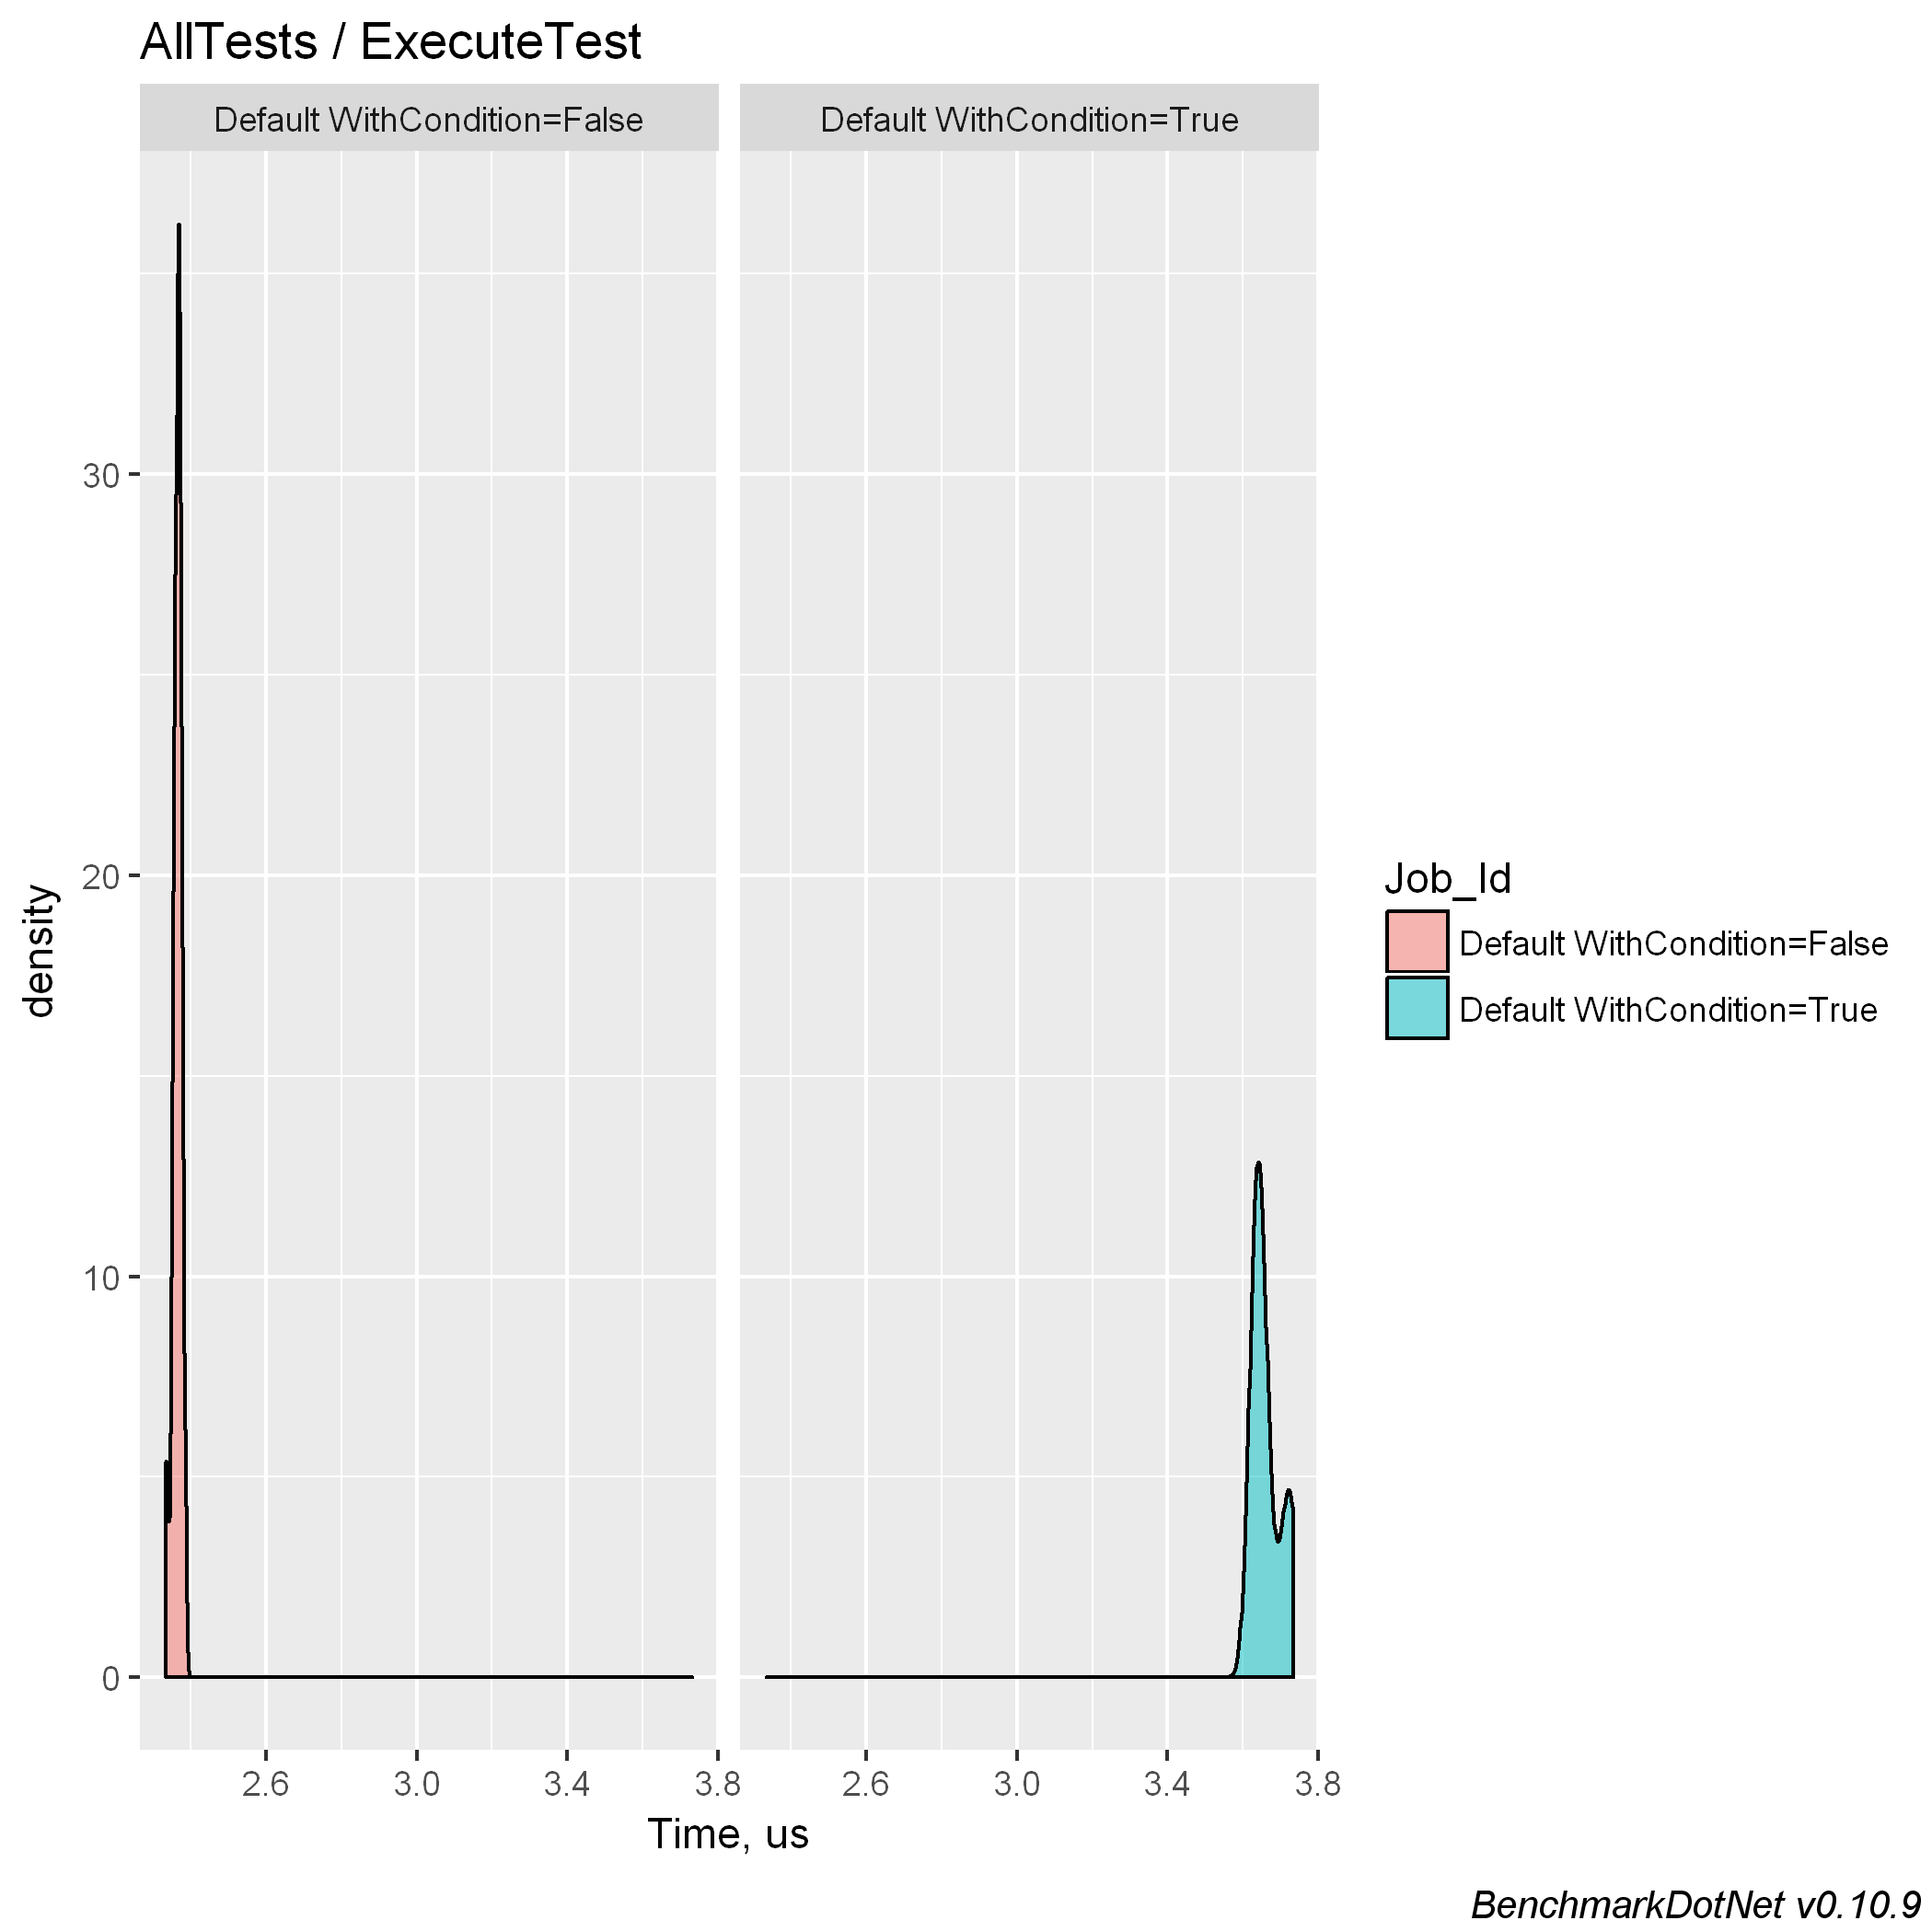 AllTests / ExecuteTest
Default WithCondition=False
Default WithCondition=True
density
30
20
10
0
2.6 3.0 3.4 3.8
2.6 3.0 3.4 3.8
Time, us
Job_Id
Default WithCondition=False
Default WithCondition=True
BenchmarkDotNet v0.10.9